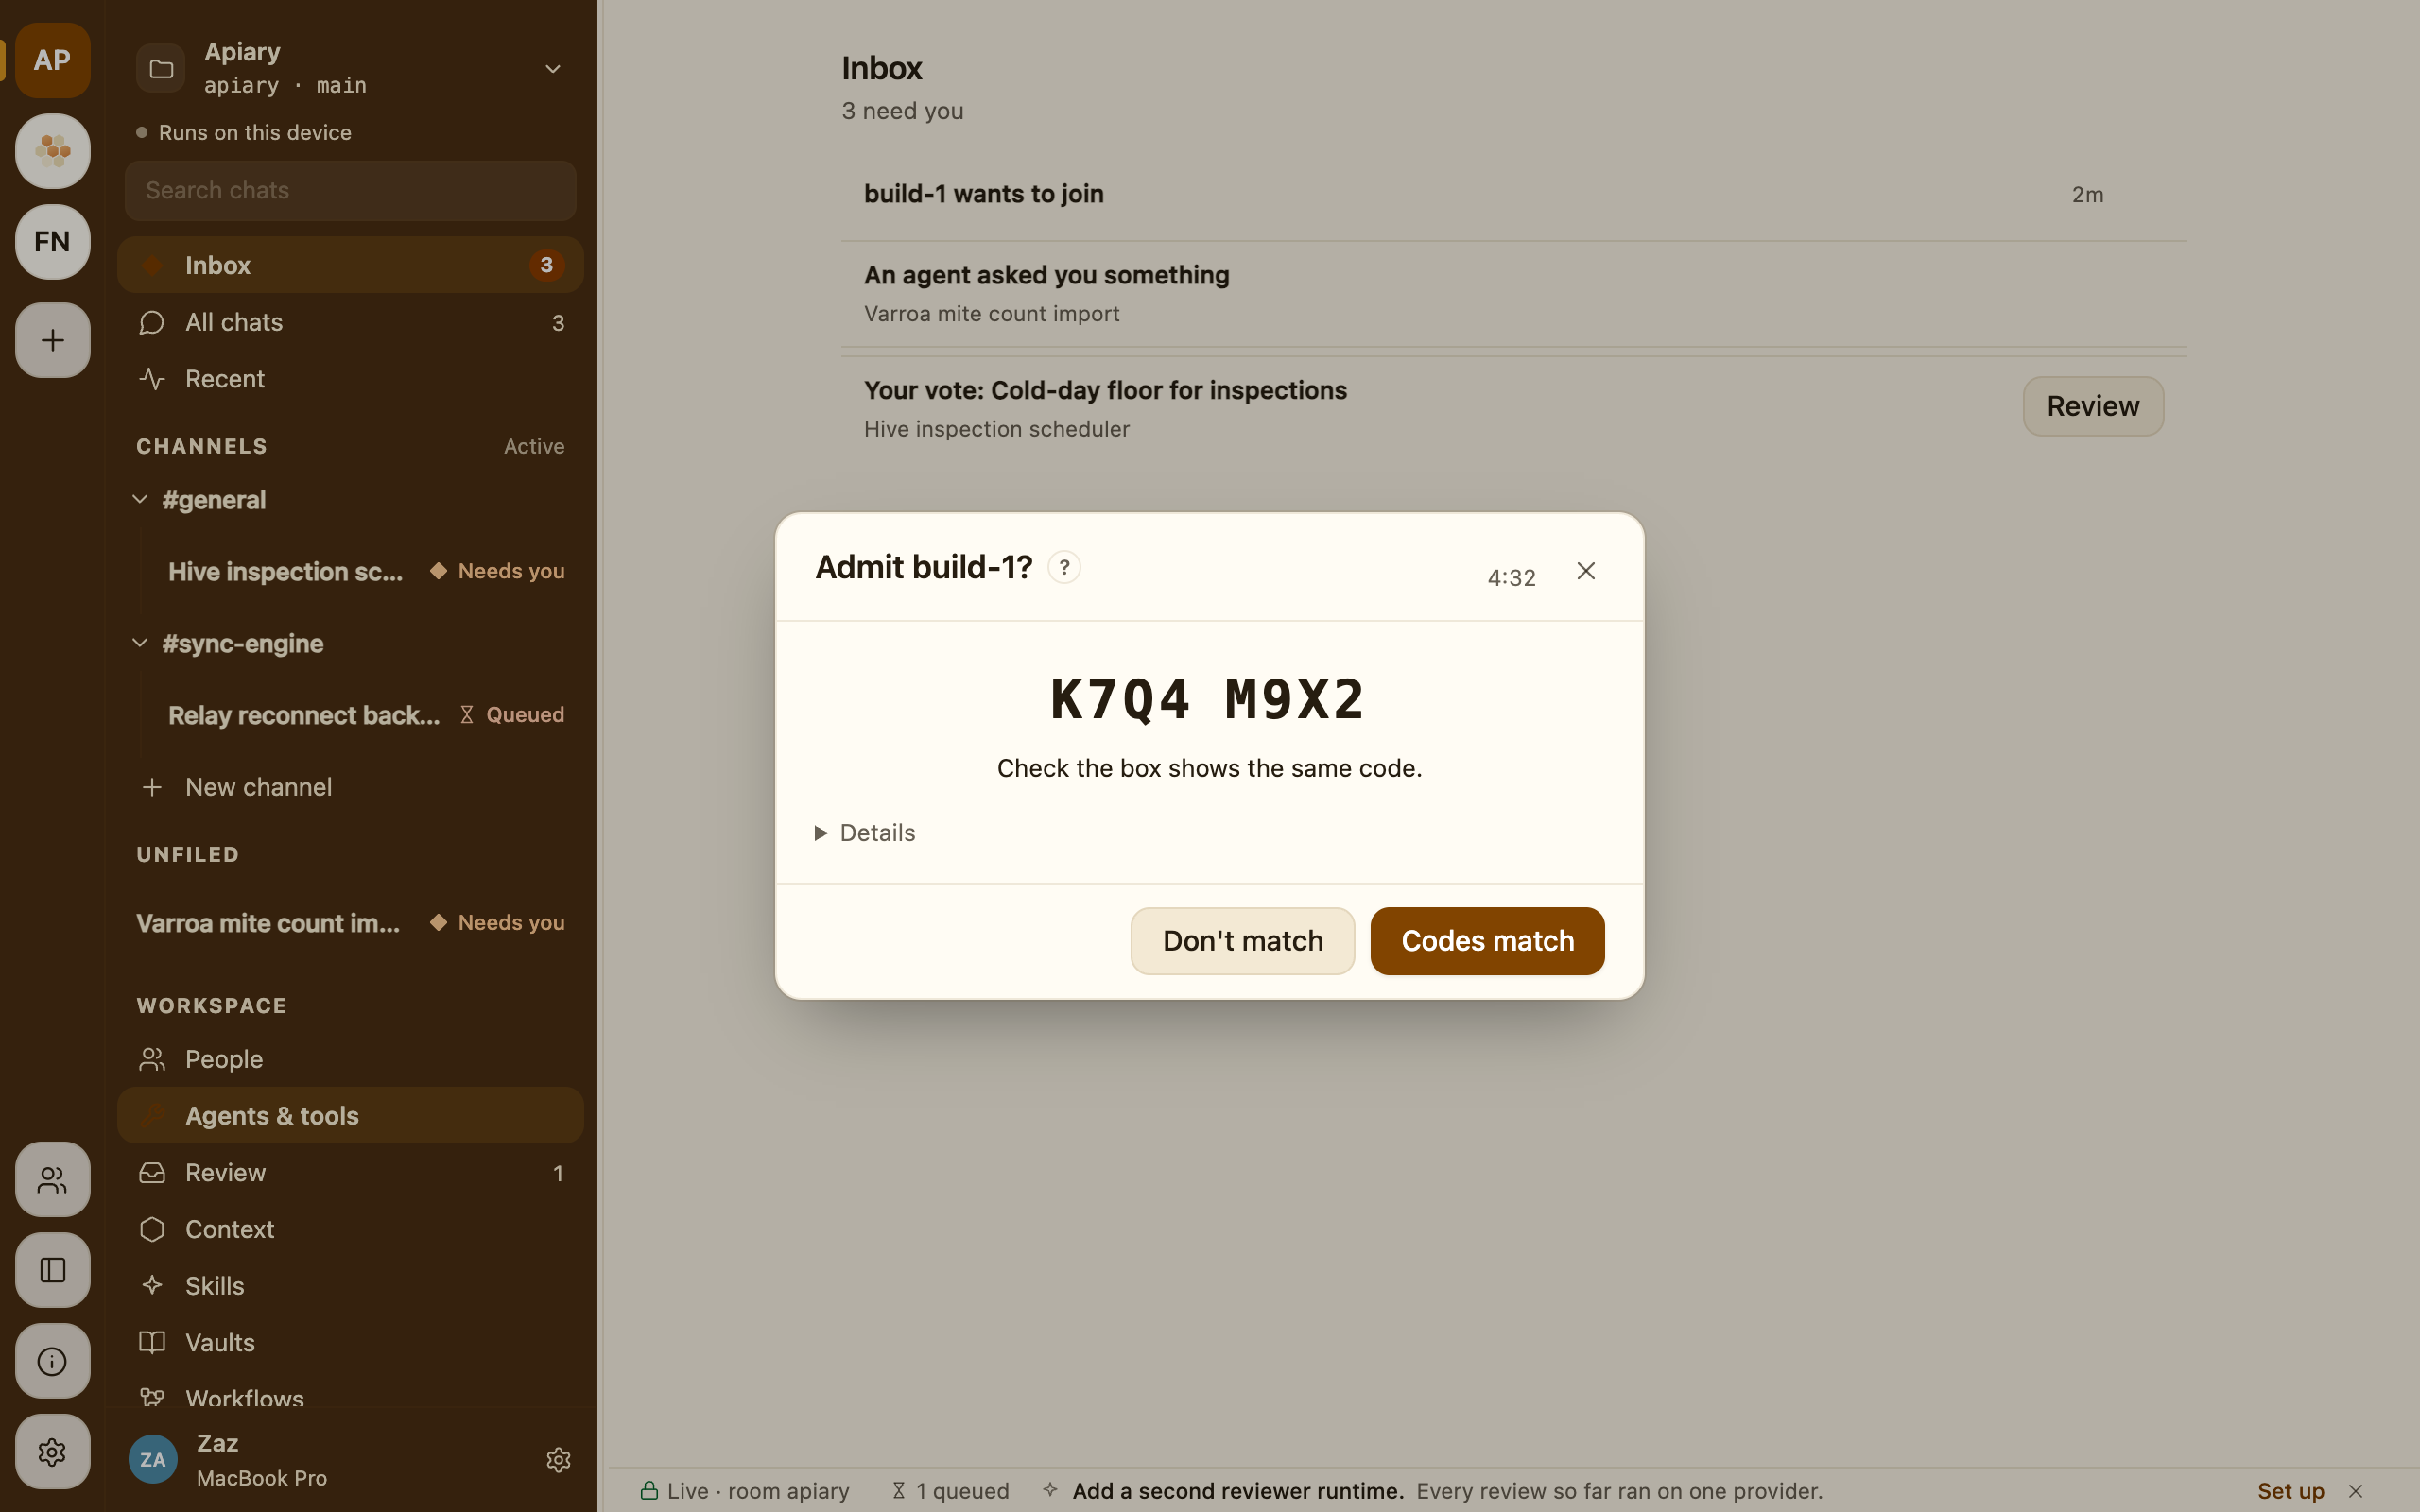 AP
FN
Apiary
apiary · main
Runs on this device
Search chats
Inbox 3
All chats 3
Recent
CHANNELS Active
#general
Hive inspection sc... Needs you
#sync-engine
Relay reconnect back... Queued
New channel
UNFILED
Varroa mite count im... Needs you
WORKSPACE
People
Agents & tools
Review 1
Context
Skills
Vaults
Workflows
ZA
Zaz
MacBook Pro
Inbox
3 need you
build-1 wants to join 2m
An agent asked you something
Varroa mite count import
Your vote: Cold-day floor for inspections
Hive inspection scheduler
Review
Admit build-1? ? 4:32
K7Q4 M9X2
Check the box shows the same code.
Details
Don't match Codes match
Live · room apiary 1 queued Add a second reviewer runtime. Every review so far ran on one provider. Set up